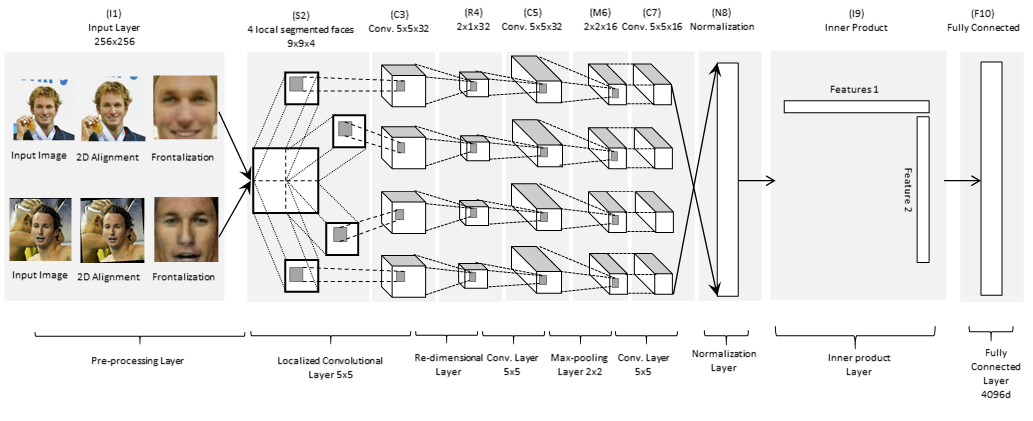 (I1)
Input Layer
256x256
(S2)
4 local segmented faces
9x9x4
(C3)
Conv. 5x5x32
(R4)
2x1x32
(C5)
Conv. 5x5x32
(M6)
2x2x16
(C7)
Conv. 5x5x16
(N8)
Normalization
(I9)
Inner Product
(F10)
Fully Connected
Input Image
2D Alignment
Frontalization
Input Image
2D Alignment
Frontalization
Features 1
Feature 2
Pre-processing Layer
Localized Convolutional
Layer 5x5
Re-dimensional
Layer
Conv. Layer
5x5
Max-pooling
Layer 2x2
Conv. Layer
5x5
Normalization
Layer
Inner product
Layer
Fully
Connected
Layer
4096d